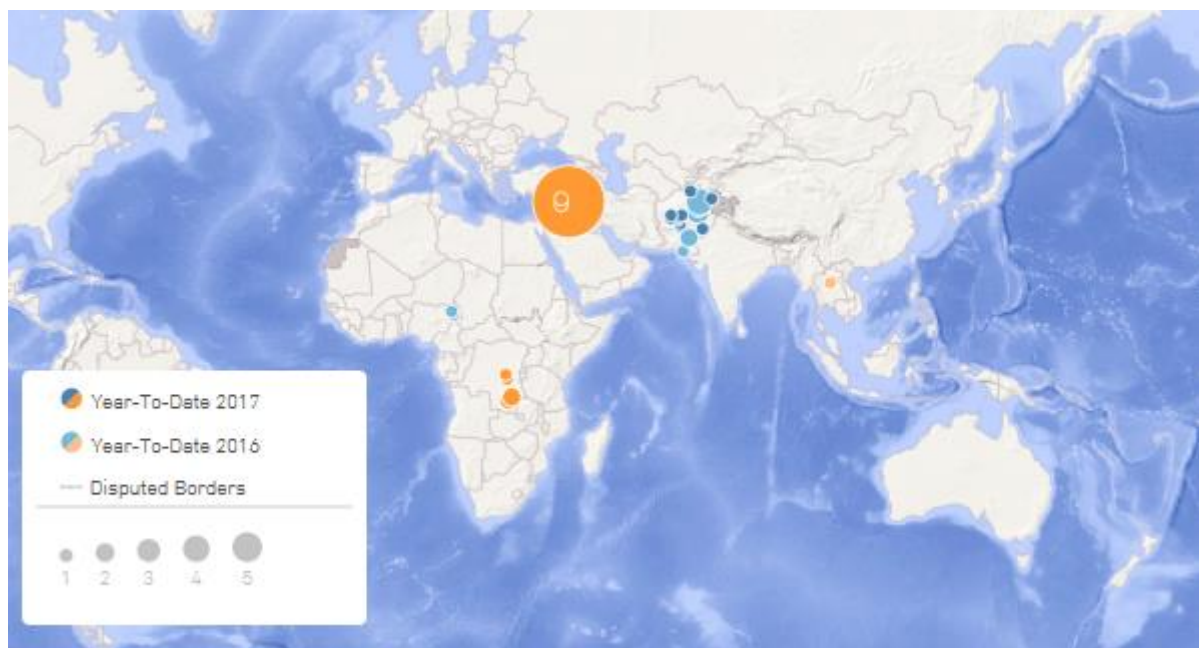 9
Year-To-Date 2017
Year-To-Date 2016
Disputed Borders
1 2 3 4 5